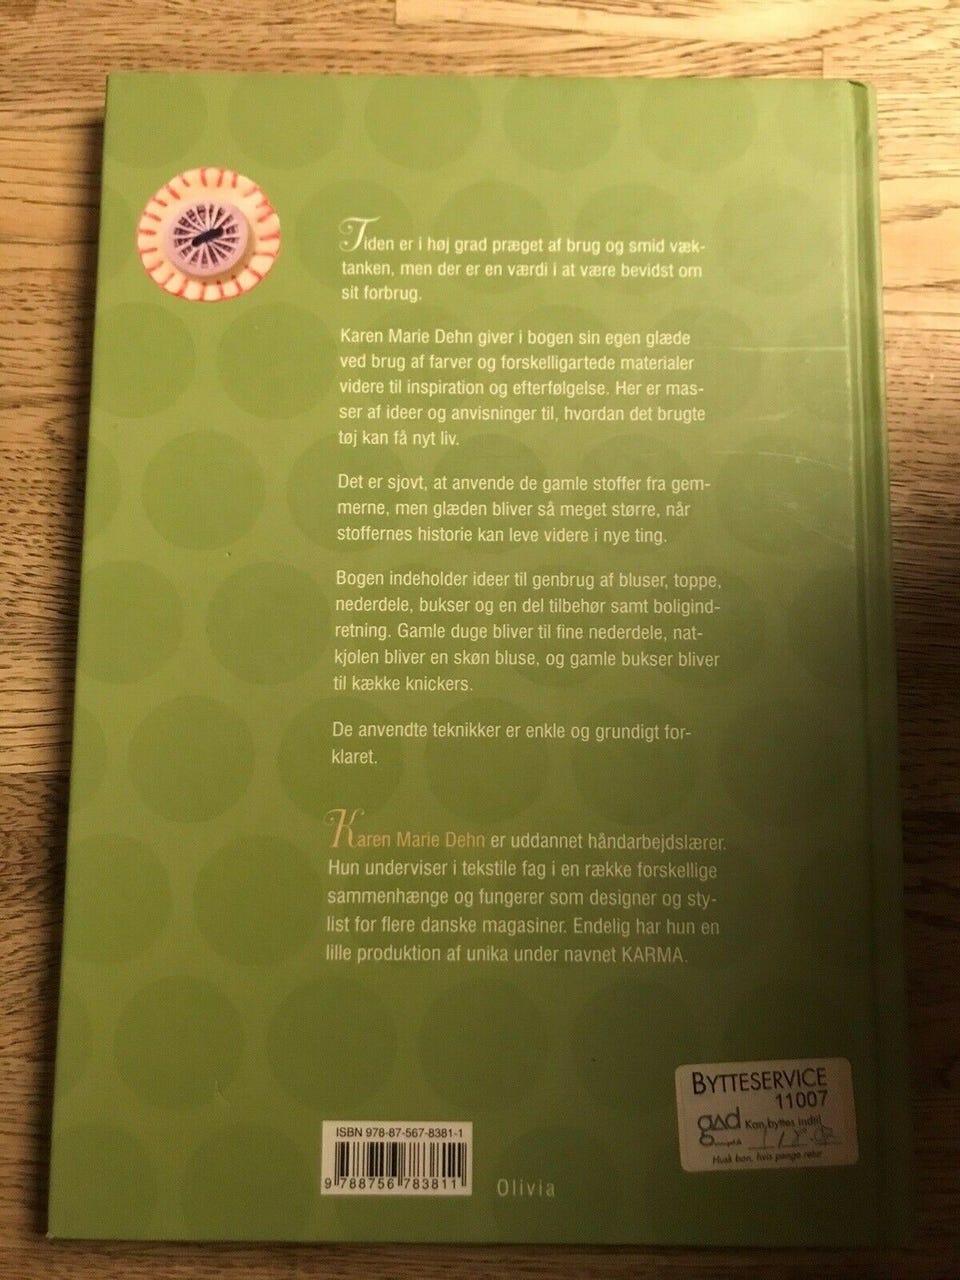 Tiden er i høj grad præget af brug og smid væk-
tanken, men der er en værdi i at være bevidst om
sit forbrug.
Karen Marie Dehn giver i bogen sin egen glæde
ved brug af farver og forskelligartede materialer
videre til inspiration og efterfølgelse. Her er mas-
ser af ideer og anvisninger til, hvordan det brugte
tøj kan få nyt liv.
Det er sjovt, at anvende de gamle stoffer fra gem-
merne, men glæden bliver så meget større, når
stoffernes historie kan leve videre i nye ting.
Bogen indeholder ideer til genbrug af bluser, toppe,
nederdele, bukser og en del tilbehør samt boligind-
retning. Gamle duge bliver til fine nederdele, nat-
kjolen bliver en skøn bluse, og gamle bukser bliver
til kække knickers.
De anvendte teknikker er enkle og grundigt for-
klaret.
Karen Marie Dehn er uddannet håndarbejdslærer.
Hun underviser i tekstile fag i en række forskellige
sammenhænge og fungerer som designer og sty-
list for flere danske magasiner. Endelig har hun en
lille produktion af unika under navnet KARMA.
ISBN 978-87-567-8381-1
9 788756 783811
Olivia
BYTTESERVICE
11007
gad Kan byttes indtil
Husk bon, hvis penge retur